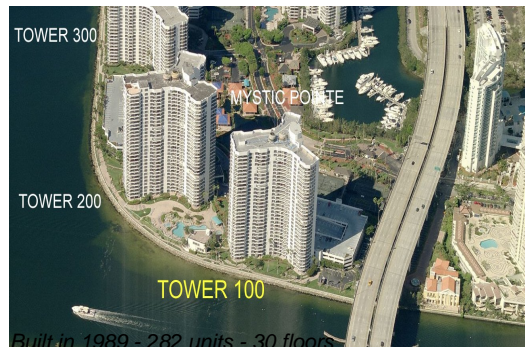 TOWER 300
MYSTIC POINTE
TOWER 200
TOWER 100
Built in 1989 - 282 units - 30 floors